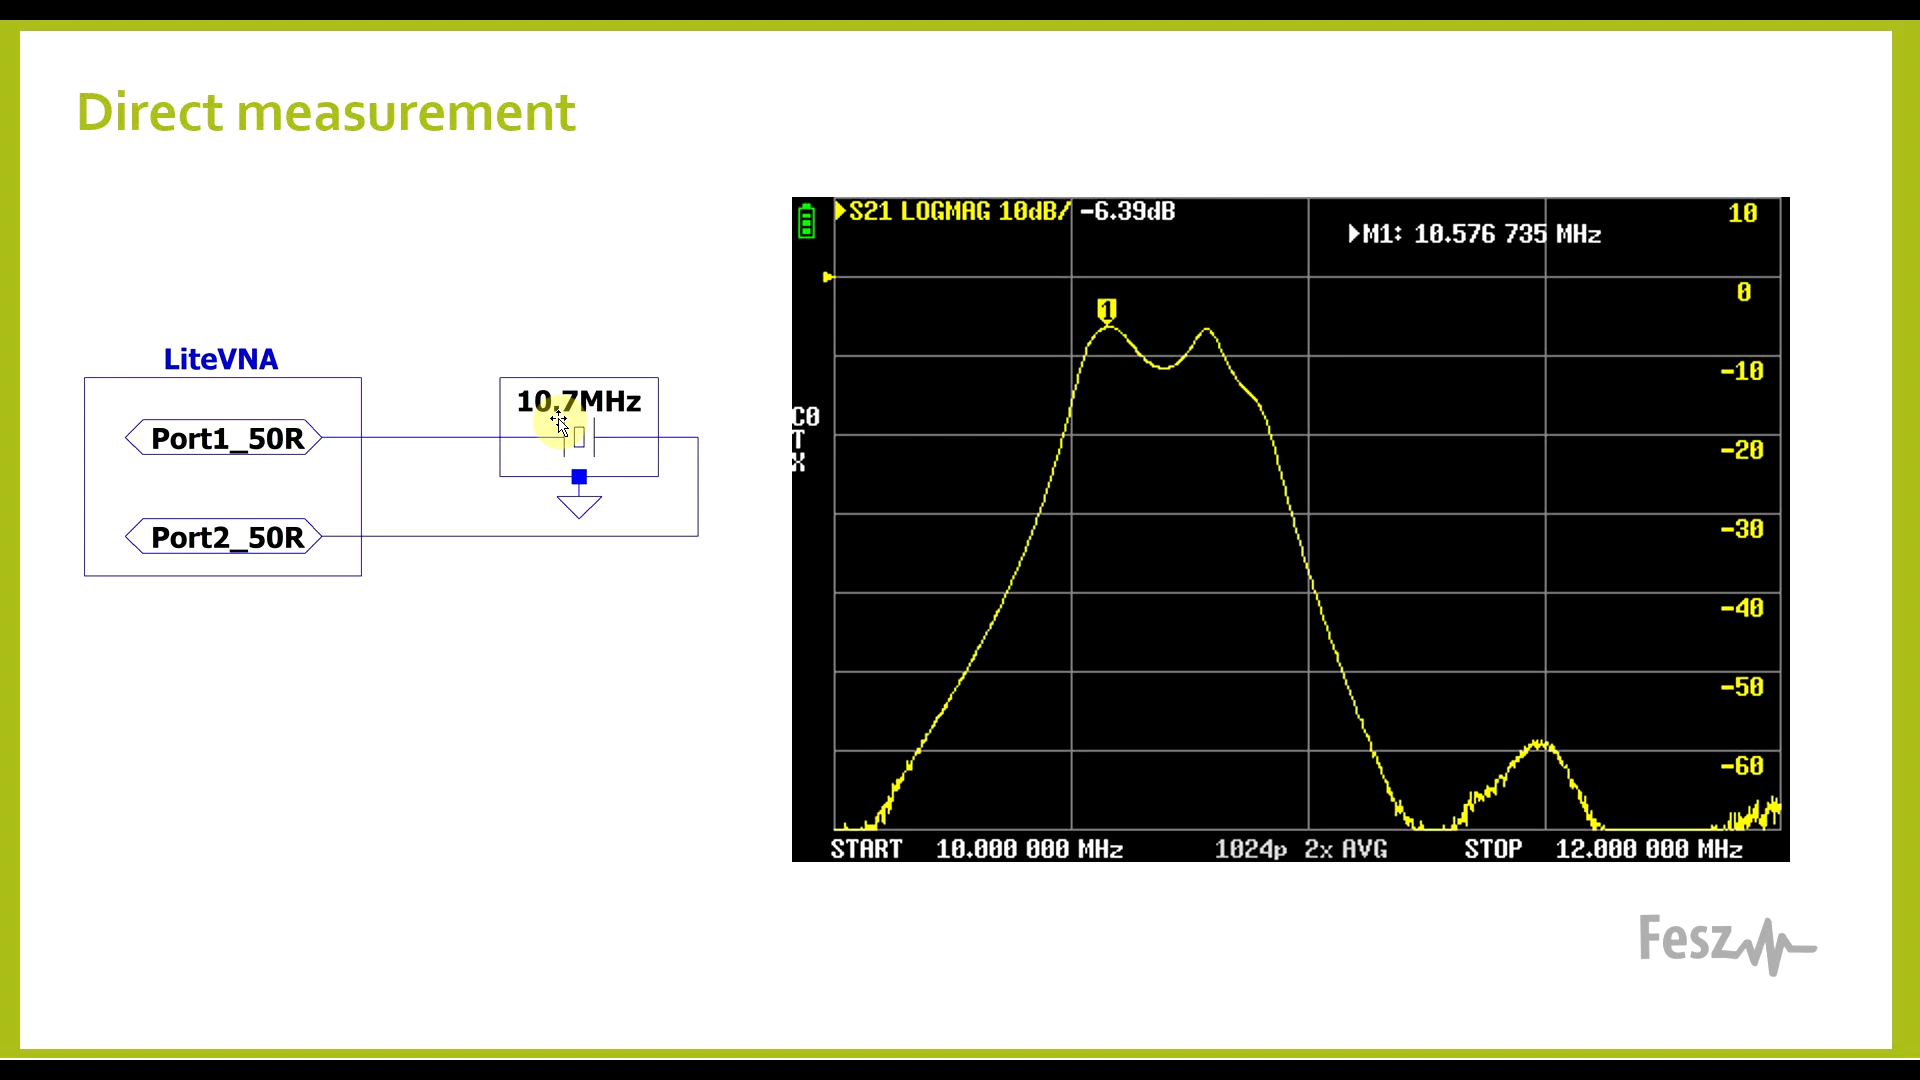 Direct measurement
LiteVNA
Port1_50R
Port2_50R
10.7MHz
S21 LOGMAG 10dB/ -6.39dB
M1: 10.576 735 MHz
1
10
0
-10
-20
-30
-40
-50
-60
C0
T
X
START 10.000 000 MHz 1024p 2x AVG STOP 12.000 000 MHz
Fesz